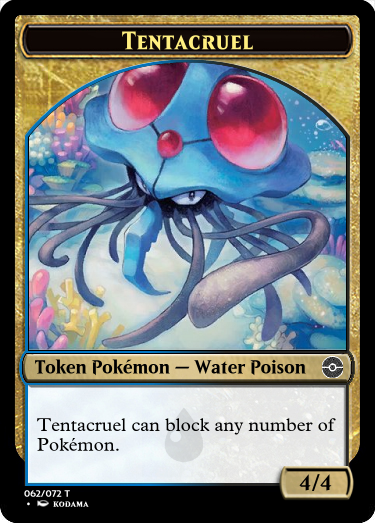 Tentacruel
Token Pokémon — Water Poison
Tentacruel can block any number of
Pokémon.
4/4
062/072 T
• KODAMA